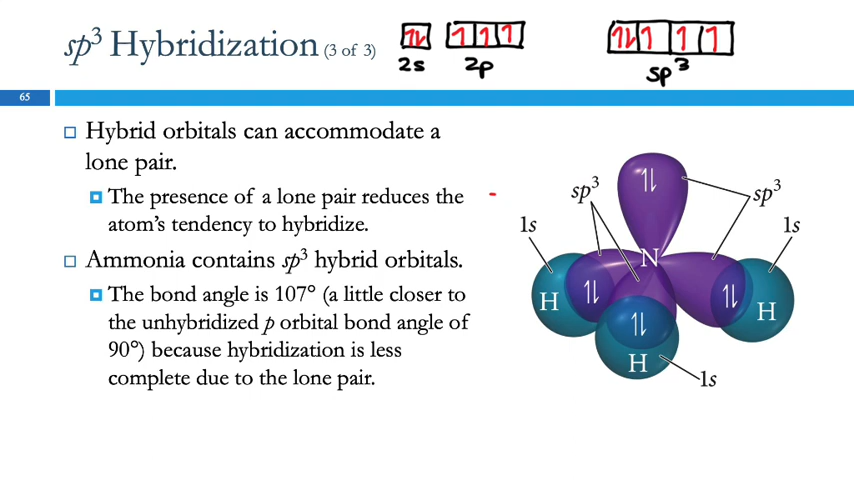 sp³ Hybridization (3 of 3)
2s
2p
sp³
65
Hybrid orbitals can accommodate a
lone pair.
The presence of a lone pair reduces the
atom's tendency to hybridize.
Ammonia contains sp³ hybrid orbitals.
The bond angle is 107° (a little closer to
the unhybridized p orbital bond angle of
90°) because hybridization is less
complete due to the lone pair.
sp³
sp³
1s
1s
N
H
H
H
1s